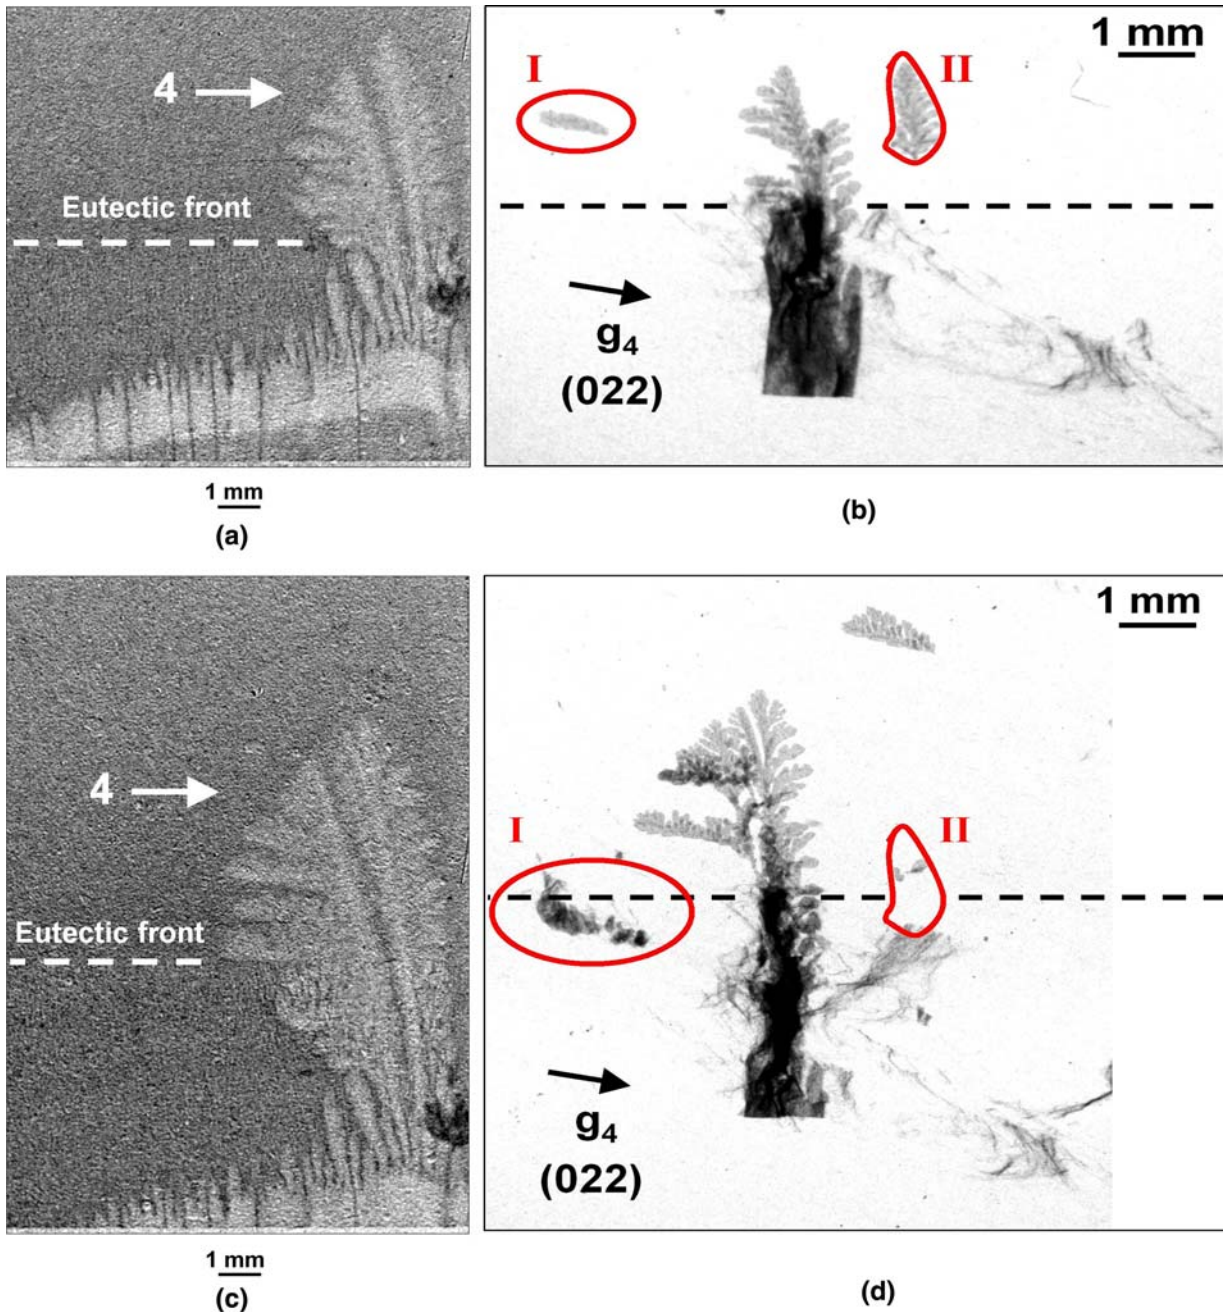 4
Eutectic front
1 mm
(a)
1 mm
I
II
g₄
(022)
(b)
4
Eutectic front
1 mm
(c)
1 mm
I
II
g₄
(022)
(d)